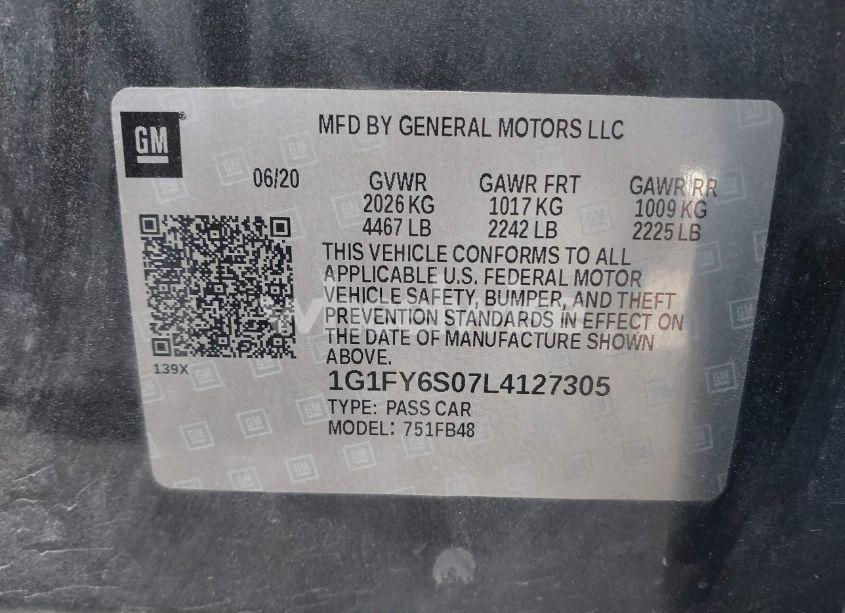 GM
MFD BY GENERAL MOTORS LLC
06/20 GVWR GAWR FRT GAWR RR
2026 KG 1017 KG 1009 KG
4467 LB 2242 LB 2225 LB
THIS VEHICLE CONFORMS TO ALL
APPLICABLE U.S. FEDERAL MOTOR
VEHICLE SAFETY, BUMPER, AND THEFT
PREVENTION STANDARDS IN EFFECT ON
THE DATE OF MANUFACTURE SHOWN
ABOVE.
139X
1G1FY6S07L4127305
TYPE: PASS CAR
MODEL: 751FB48